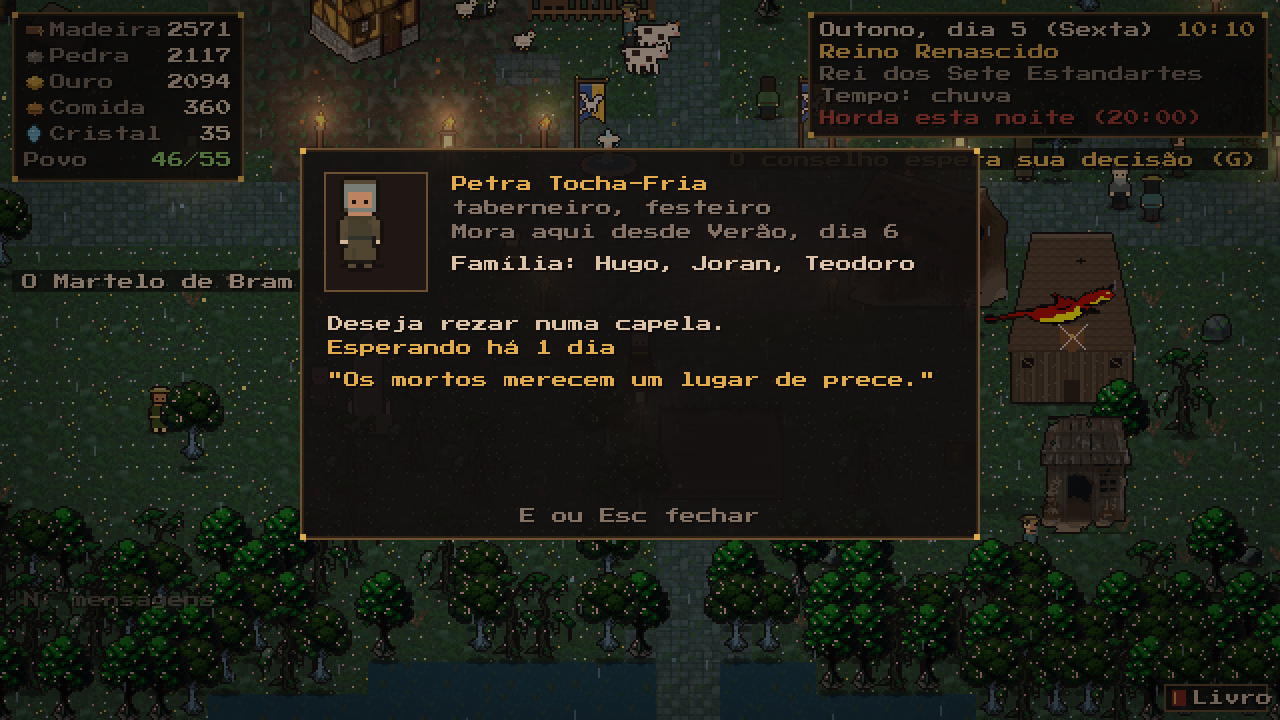 Madeira 2571
Pedra 2117
Ouro 2094
Comida 360
Cristal 35
Povo 46/55
Outono, dia 5 (Sexta) 10:10
Reino Renascido
Rei dos Sete Estandartes
Tempo: chuva
Horda esta noite (20:00)
O conselho espera sua decisão (G)
Petra Tocha-Fria
taberneiro, festeiro
Mora aqui desde Verão, dia 6
Família: Hugo, Joran, Teodoro
O Martelo de Bram
Deseja rezar numa capela.
Esperando há 1 dia
"Os mortos merecem um lugar de prece."
E ou Esc fechar
N: mensagens
Livro